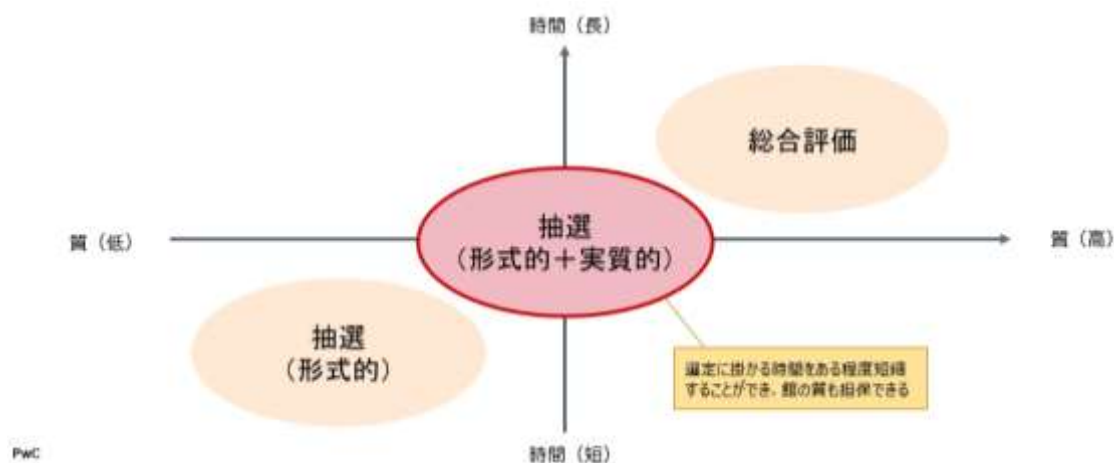 時間（長）
総合評価
抽選
（形式的＋実質的）
質（低）
質（高）
抽選
（形式的）
選定に掛かる時間をある程度短縮
することができ、館の質も担保できる
時間（短）
PwC